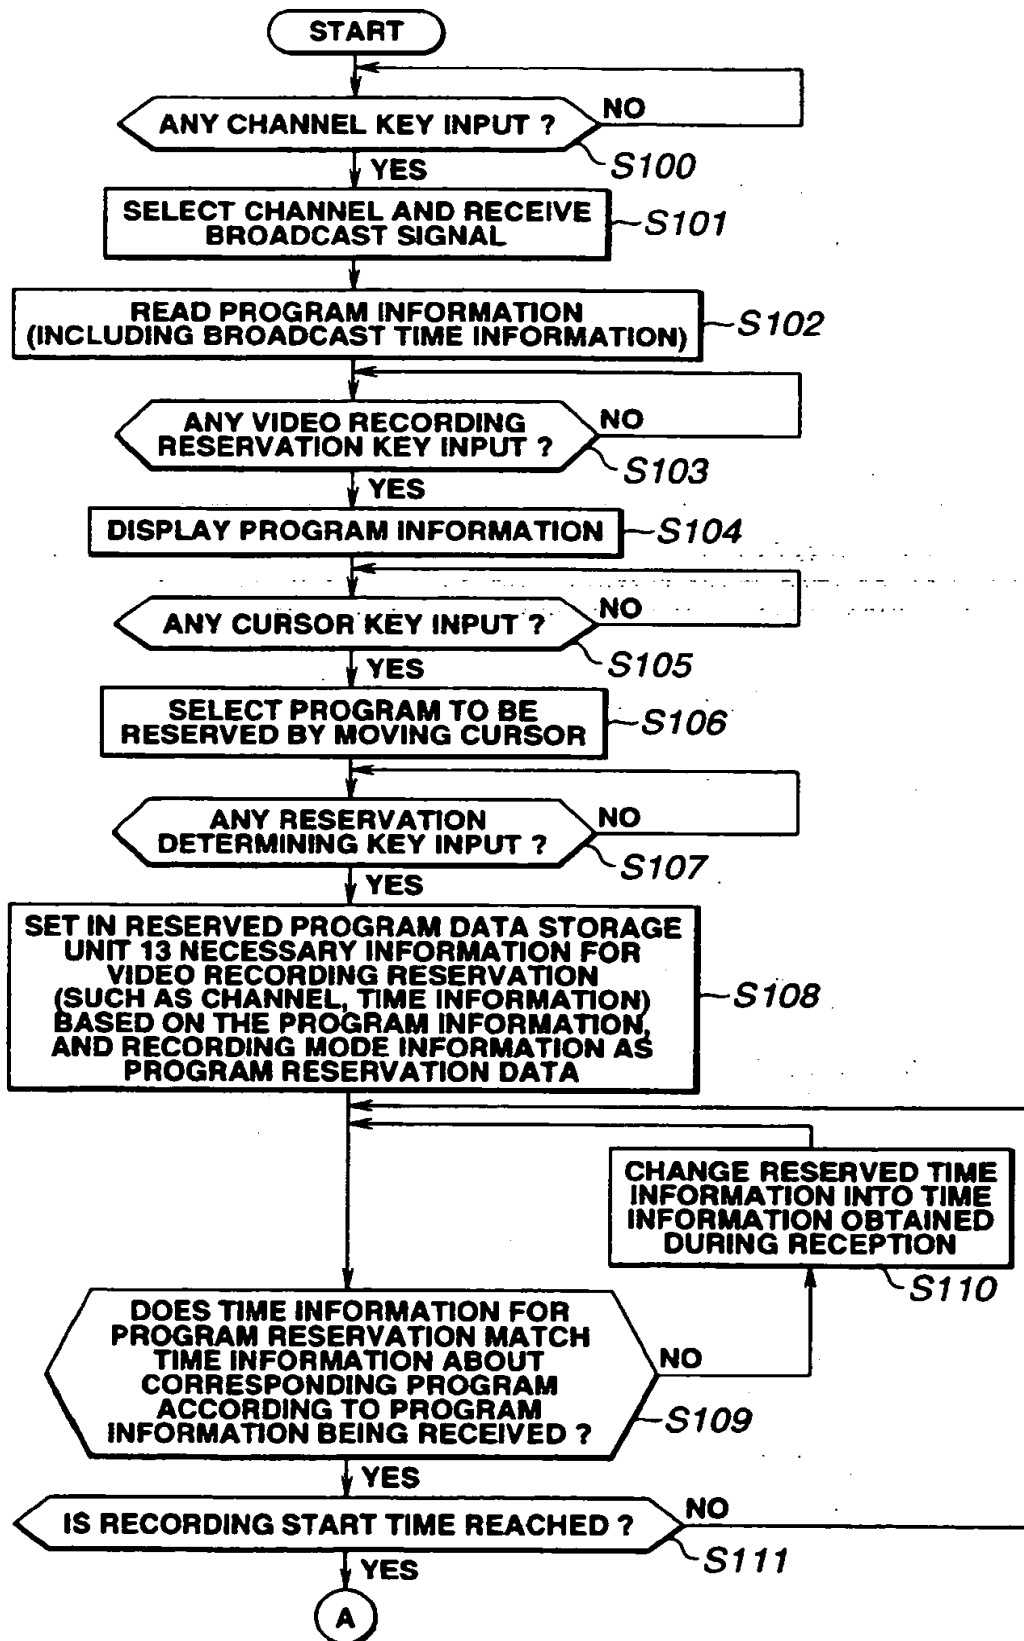 START
ANY CHANNEL KEY INPUT ?
NO
S100
YES
SELECT CHANNEL AND RECEIVE
BROADCAST SIGNAL
S101
READ PROGRAM INFORMATION
(INCLUDING BROADCAST TIME INFORMATION)
S102
ANY VIDEO RECORDING
RESERVATION KEY INPUT ?
NO
S103
YES
DISPLAY PROGRAM INFORMATION
S104
ANY CURSOR KEY INPUT ?
NO
S105
YES
SELECT PROGRAM TO BE
RESERVED BY MOVING CURSOR
S106
ANY RESERVATION
DETERMINING KEY INPUT ?
NO
S107
YES
SET IN RESERVED PROGRAM DATA STORAGE
UNIT 13 NECESSARY INFORMATION FOR
VIDEO RECORDING RESERVATION
(SUCH AS CHANNEL, TIME INFORMATION)
BASED ON THE PROGRAM INFORMATION,
AND RECORDING MODE INFORMATION AS
PROGRAM RESERVATION DATA
S108
CHANGE RESERVED TIME
INFORMATION INTO TIME
INFORMATION OBTAINED
DURING RECEPTION
S110
DOES TIME INFORMATION FOR
PROGRAM RESERVATION MATCH
TIME INFORMATION ABOUT
CORRESPONDING PROGRAM
ACCORDING TO PROGRAM
INFORMATION BEING RECEIVED ?
NO
S109
YES
IS RECORDING START TIME REACHED ?
NO
S111
YES
A